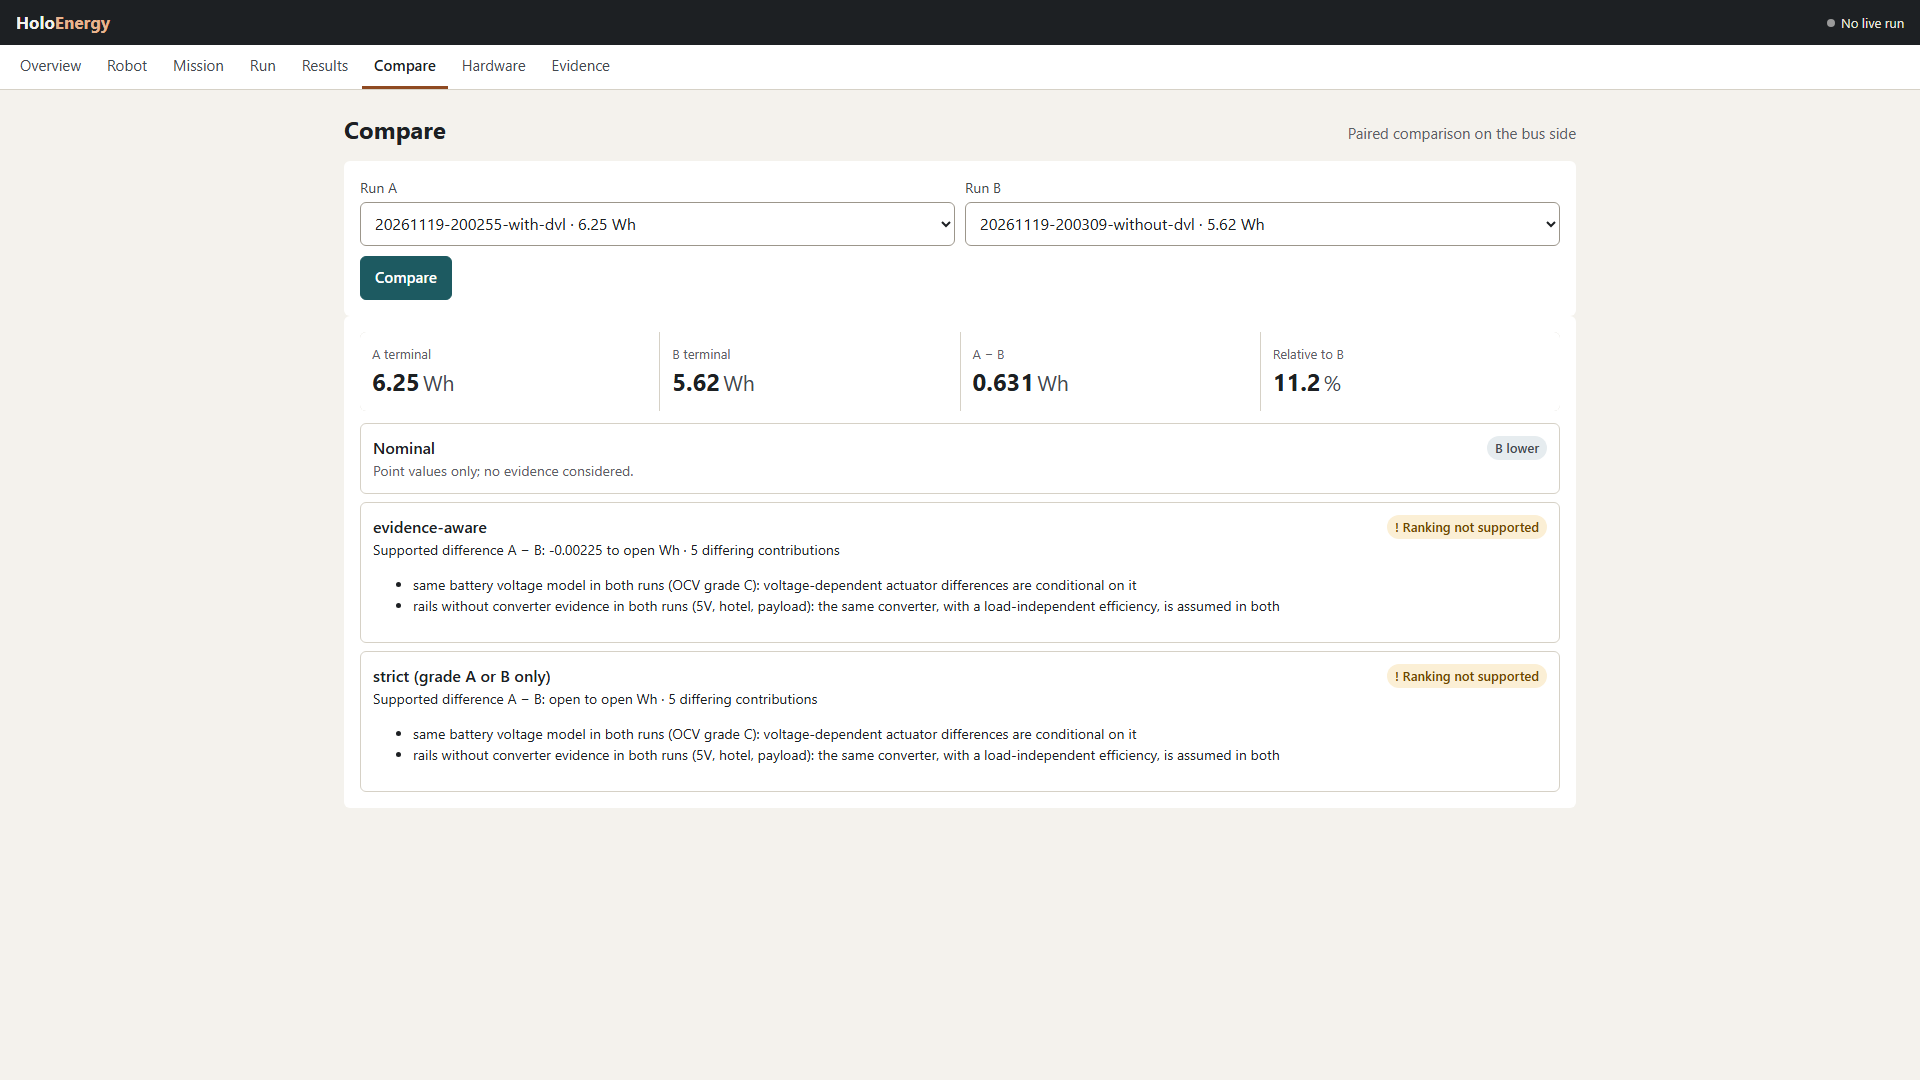 HoloEnergy
No live run
Overview Robot Mission Run Results Compare Hardware Evidence
Compare
Paired comparison on the bus side
Run A
20261119-200255-with-dvl · 6.25 Wh
Run B
20261119-200309-without-dvl · 5.62 Wh
Compare
A terminal
6.25 Wh
B terminal
5.62 Wh
A − B
0.631 Wh
Relative to B
11.2 %
Nominal
B lower
Point values only; no evidence considered.
evidence-aware
! Ranking not supported
Supported difference A − B: -0.00225 to open Wh · 5 differing contributions
• same battery voltage model in both runs (OCV grade C): voltage-dependent actuator differences are conditional on it
• rails without converter evidence in both runs (5V, hotel, payload): the same converter, with a load-independent efficiency, is assumed in both
strict (grade A or B only)
! Ranking not supported
Supported difference A − B: open to open Wh · 5 differing contributions
• same battery voltage model in both runs (OCV grade C): voltage-dependent actuator differences are conditional on it
• rails without converter evidence in both runs (5V, hotel, payload): the same converter, with a load-independent efficiency, is assumed in both